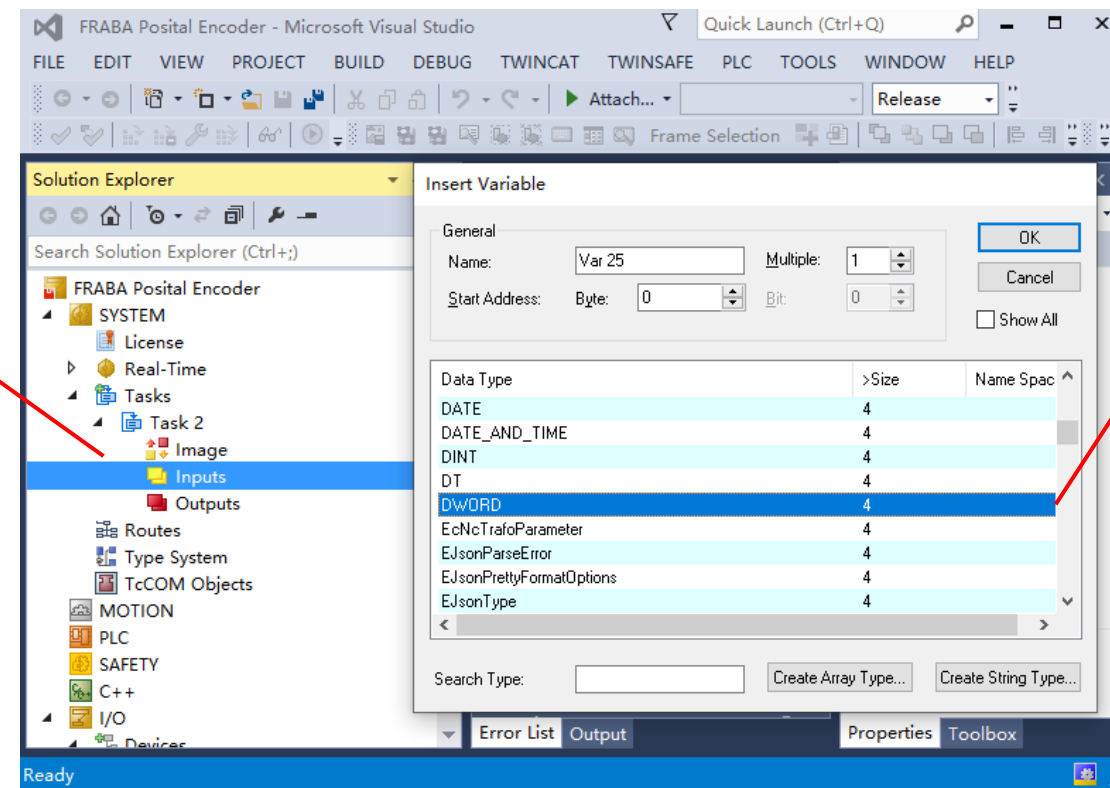 FRABA Posital Encoder - Microsoft Visual Studio
Quick Launch (Ctrl+Q)
FILE EDIT VIEW PROJECT BUILD DEBUG TWINCAT TWINSAFE PLC TOOLS WINDOW HELP
Attach... Release
Frame Selection
Solution Explorer
Search Solution Explorer (Ctrl+;)
FRABA Posital Encoder
SYSTEM
License
Real-Time
Tasks
Task 2
Image
Inputs
Outputs
Routes
Type System
TcCOM Objects
MOTION
PLC
SAFETY
C++
I/O
Devices
Insert Variable
General
Name: Var 25 Multiple: 1
Start Address: Byte: 0 Bit: 0
OK
Cancel
Show All
Data Type >Size Name Spac
DATE 4
DATE_AND_TIME 4
DINT 4
DT 4
DWORD 4
EcNcTrafoParameter 4
EJsonParseError 4
EJsonPrettyFormatOptions 4
EJsonType 4
Search Type: Create Array Type... Create String Type...
Error List Output Properties Toolbox
Ready